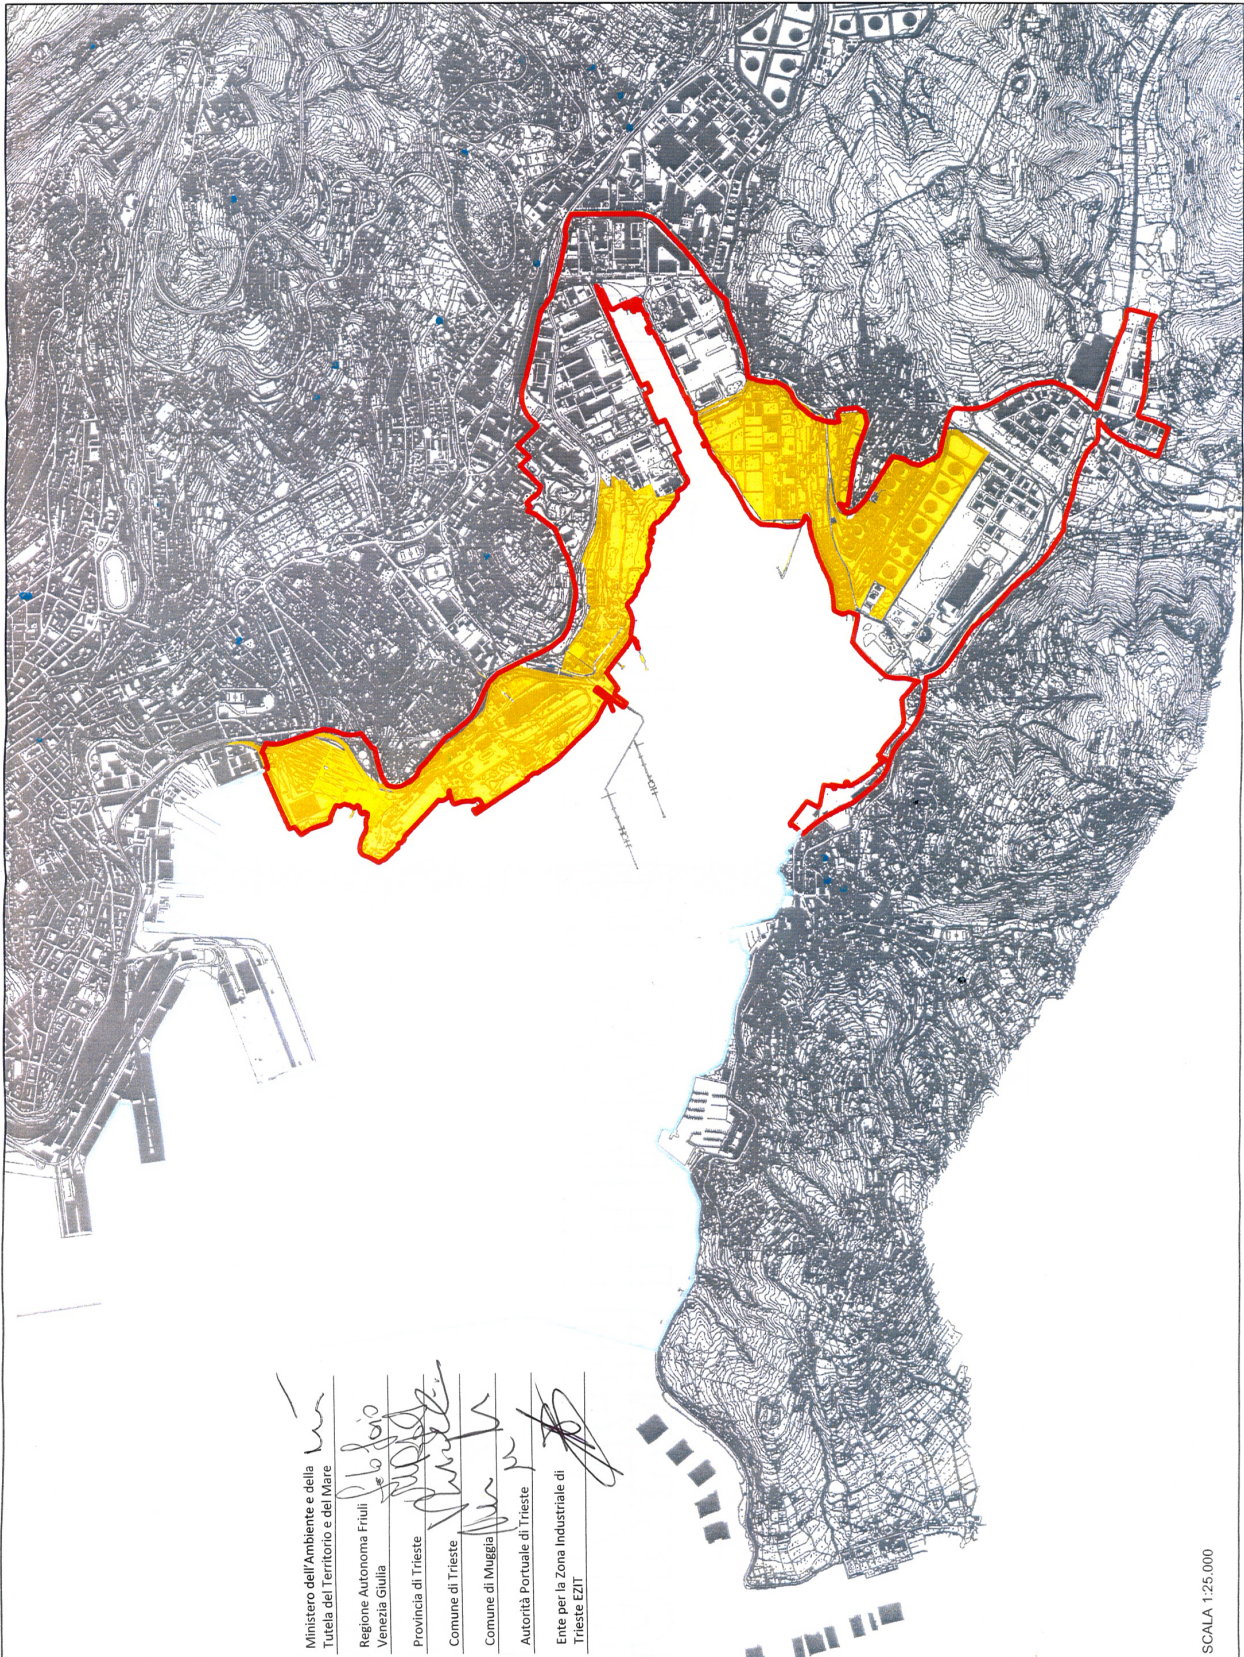 Ministero dell'Ambiente e della
Tutela del Territorio e del Mare
Regione Autonoma Friuli
Venezia Giulia
Provincia di Trieste
Comune di Trieste
Comune di Muggia
Autorità Portuale di Trieste
Ente per la Zona Industriale di
Trieste EZIT
SCALA 1:25.000